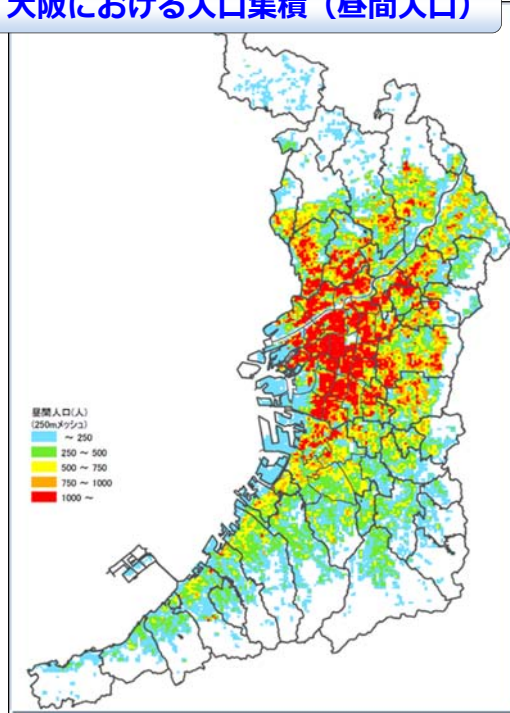 大阪における人口集積（昼間人口）
昼間人口(人)
(250mメッシュ)
～ 250
250 ～ 500
500 ～ 750
750 ～ 1000
1000 ～